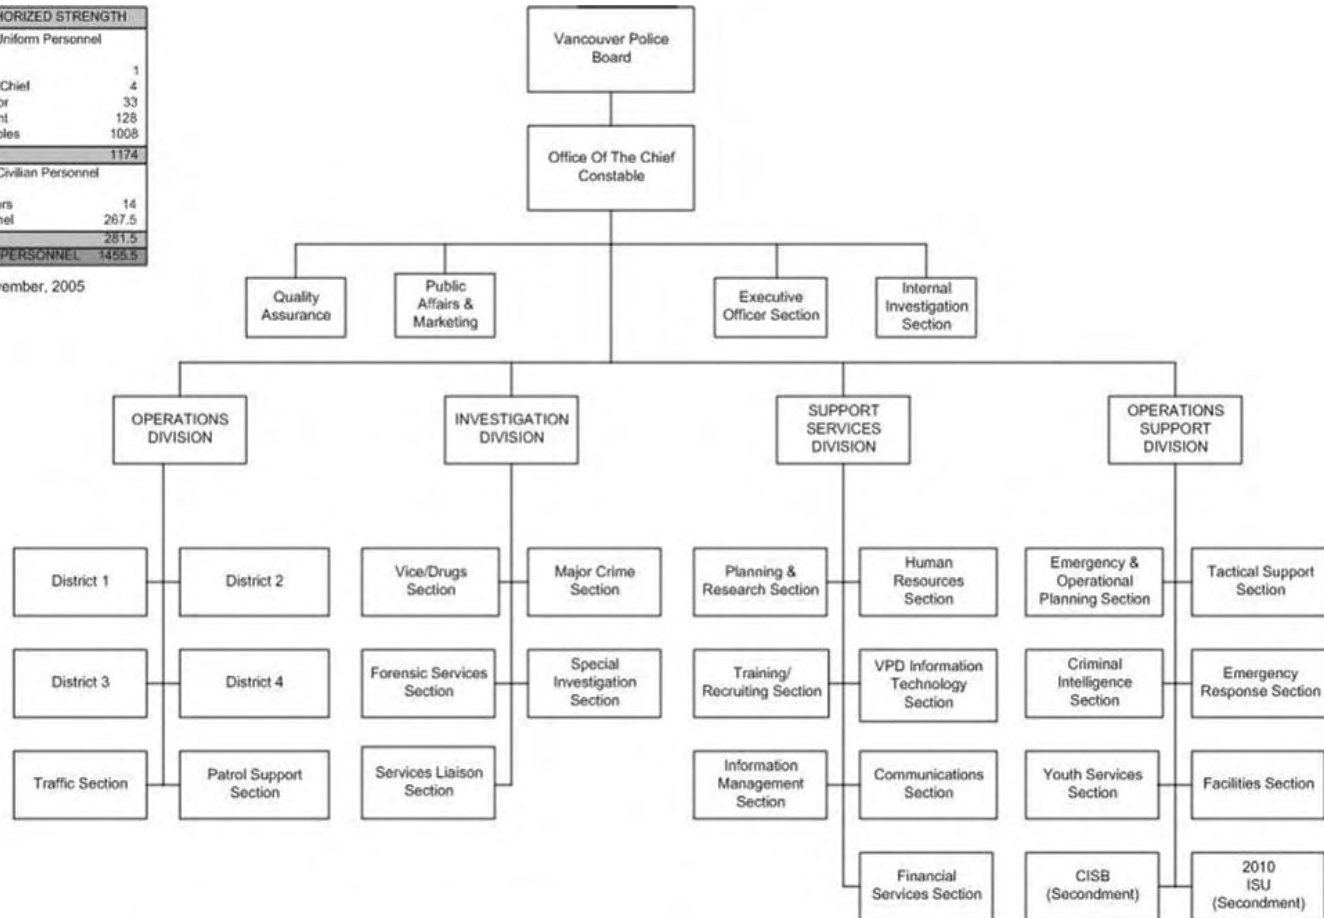 HORIZED STRENGTH
Uniform Personnel
1
Chief 4
or 33
nt 128
bles 1008
1174
Civilian Personnel
ers 14
nel 267.5
281.5
PERSONNEL 1455.5
vember, 2005
Vancouver Police
Board
Office Of The Chief
Constable
Quality
Assurance
Public
Affairs &
Marketing
Executive
Officer Section
Internal
Investigation
Section
OPERATIONS
DIVISION
INVESTIGATION
DIVISION
SUPPORT
SERVICES
DIVISION
OPERATIONS
SUPPORT
DIVISION
District 1
District 2
District 3
District 4
Traffic Section
Patrol Support
Section
Vice/Drugs
Section
Major Crime
Section
Forensic Services
Section
Special
Investigation
Section
Services Liaison
Section
Planning &
Research Section
Human
Resources
Section
Training/
Recruiting Section
VPD Information
Technology
Section
Information
Management
Section
Communications
Section
Financial
Services Section
Emergency &
Operational
Planning Section
Tactical Support
Section
Criminal
Intelligence
Section
Emergency
Response Section
Youth Services
Section
Facilities Section
CISB
(Secondment)
2010
ISU
(Secondment)